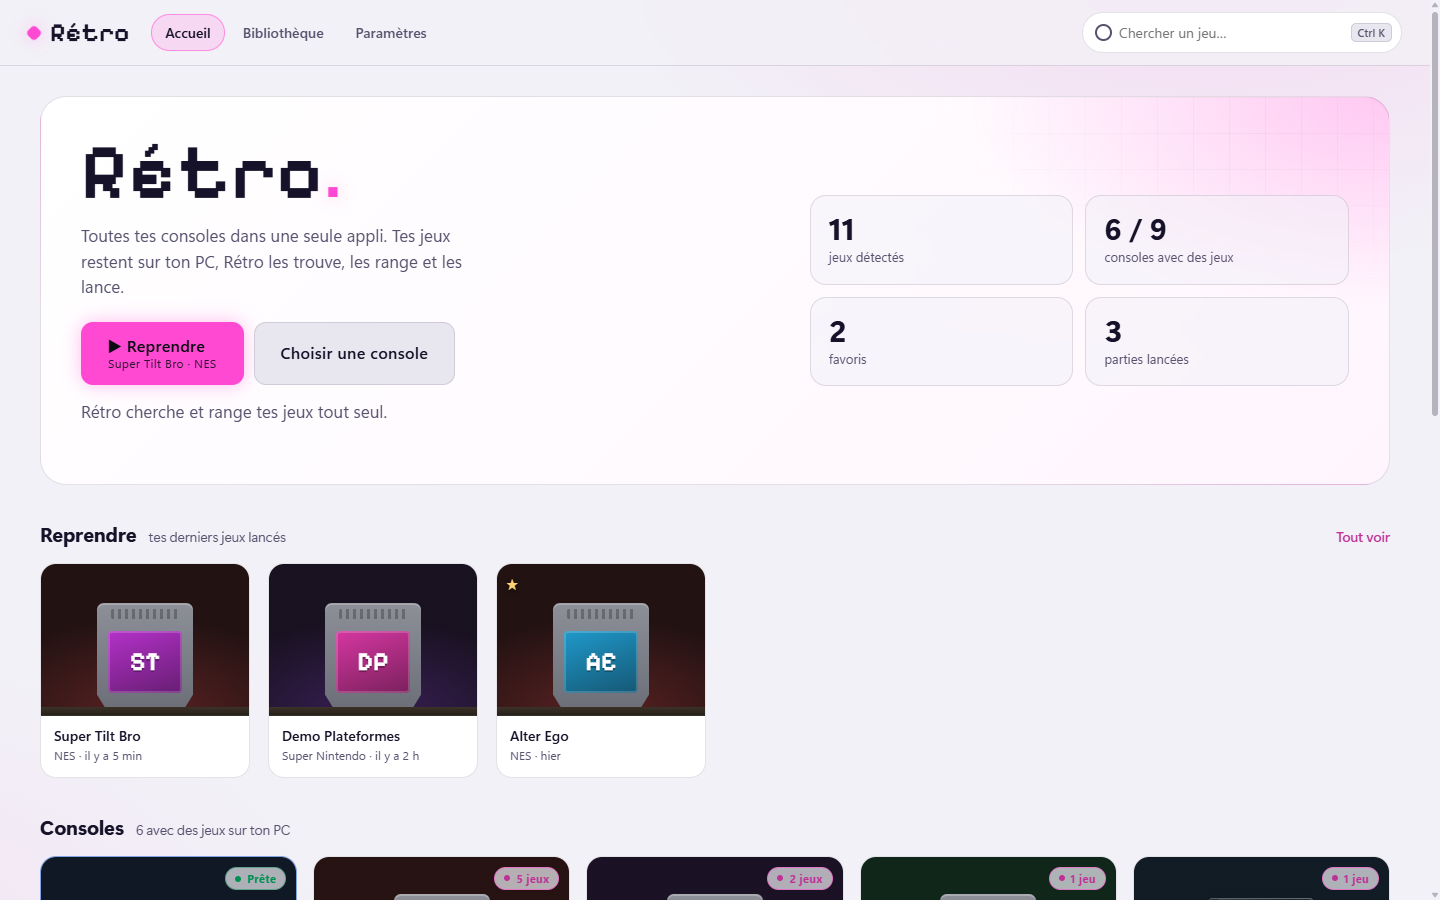 Rétro
Accueil
Bibliothèque
Paramètres
Chercher un jeu...
Ctrl K
Rétro.
Toutes tes consoles dans une seule appli. Tes jeux
restent sur ton PC, Rétro les trouve, les range et les
lance.
▶ Reprendre
Super Tilt Bro · NES
Choisir une console
Rétro cherche et range tes jeux tout seul.
11
jeux détectés
6 / 9
consoles avec des jeux
2
favoris
3
parties lancées
Reprendre
tes derniers jeux lancés
Tout voir
ST
Super Tilt Bro
NES · il y a 5 min
DP
Demo Plateformes
Super Nintendo · il y a 2 h
AE
Alter Ego
NES · hier
Consoles
6 avec des jeux sur ton PC
Prête
5 jeux
2 jeux
1 jeu
1 jeu